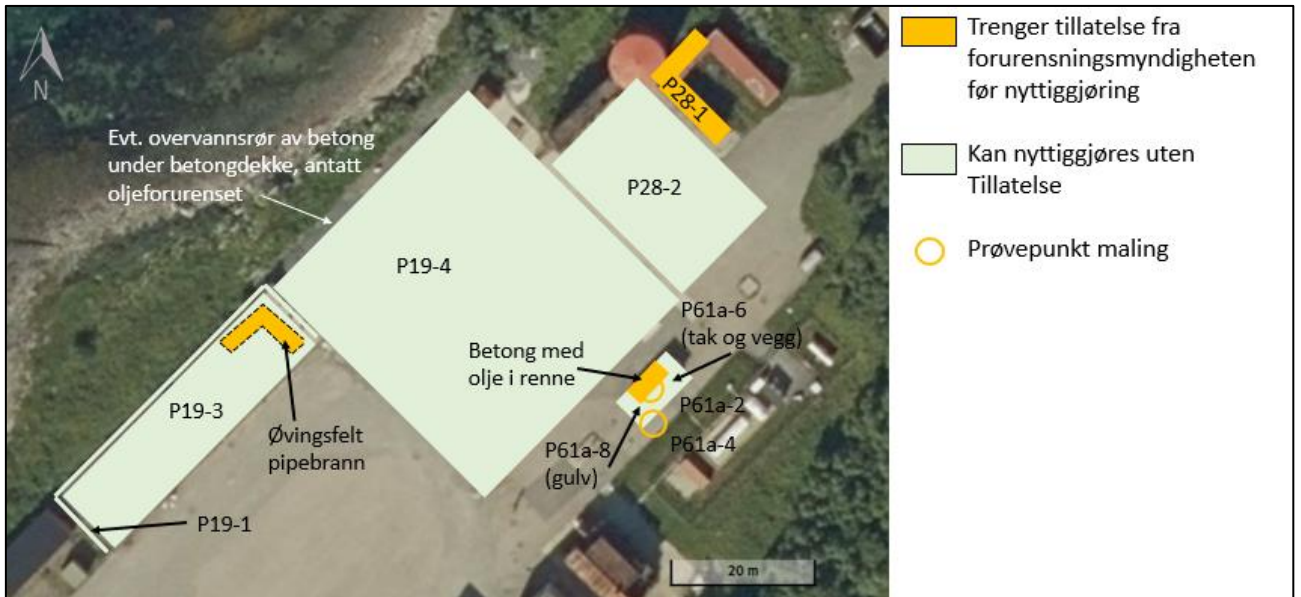 N
Evt. overvannsrør av betong
under betongdekke, antatt
oljeforurenset
P28-1
P28-2
P19-4
P61a-6
(tak og vegg)
Betong med
olje i renne
P19-3
P61a-2
Øvingsfelt
pipebrann
P61a-4
P61a-8
(gulv)
P19-1
20 m
Trenger tillatelse fra
forurensningsmyndigheten
før nyttiggjøring
Kan nyttiggjøres uten
Tillatelse
Prøvepunkt maling